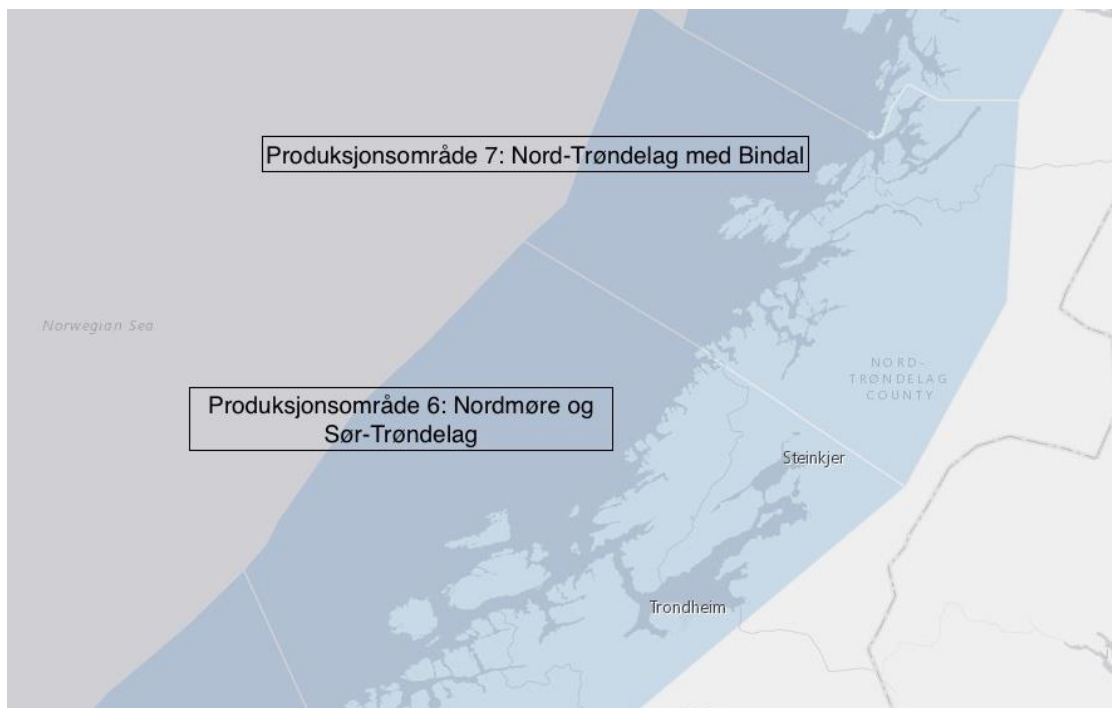 Produksjonsområde 7: Nord-Trøndelag med Bindal
Norwegian Sea
NORD-
TRØNDELAG
COUNTY
Produksjonsområde 6: Nordmøre og
Sør-Trøndelag
Steinkjer
Trondheim